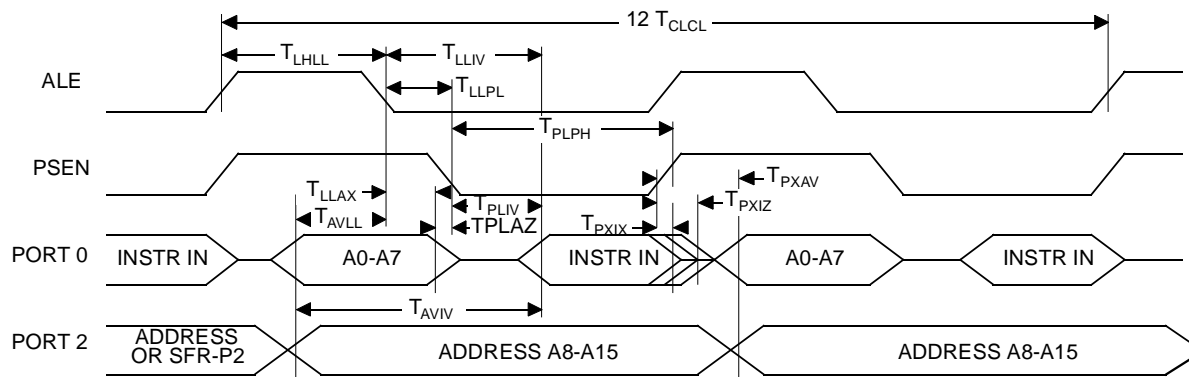 12 TCLCL
TLHLL TLLIV
ALE
TLLPL
TPLPH
PSEN
TPXAV
TLLAX
TPXIZ
TPLIV
TAVLL
TPLAZ
TPXIX
PORT 0 INSTR IN A0-A7 INSTR IN A0-A7 INSTR IN
TAVIV
PORT 2 ADDRESS
OR SFR-P2 ADDRESS A8-A15 ADDRESS A8-A15